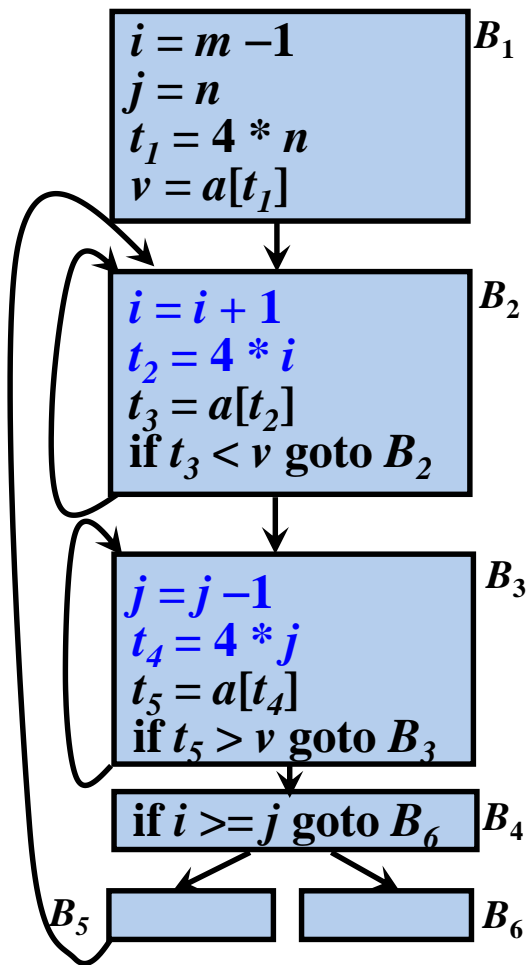 i = m − 1
B₁
j = n
t₁ = 4 * n
v = a[t₁]
i = i + 1
B₂
t₂ = 4 * i
t₃ = a[t₂]
if t₃ < v goto B₂
j = j − 1
B₃
t₄ = 4 * j
t₅ = a[t₄]
if t₅ > v goto B₃
if i >= j goto B₆
B₄
B₅
B₆